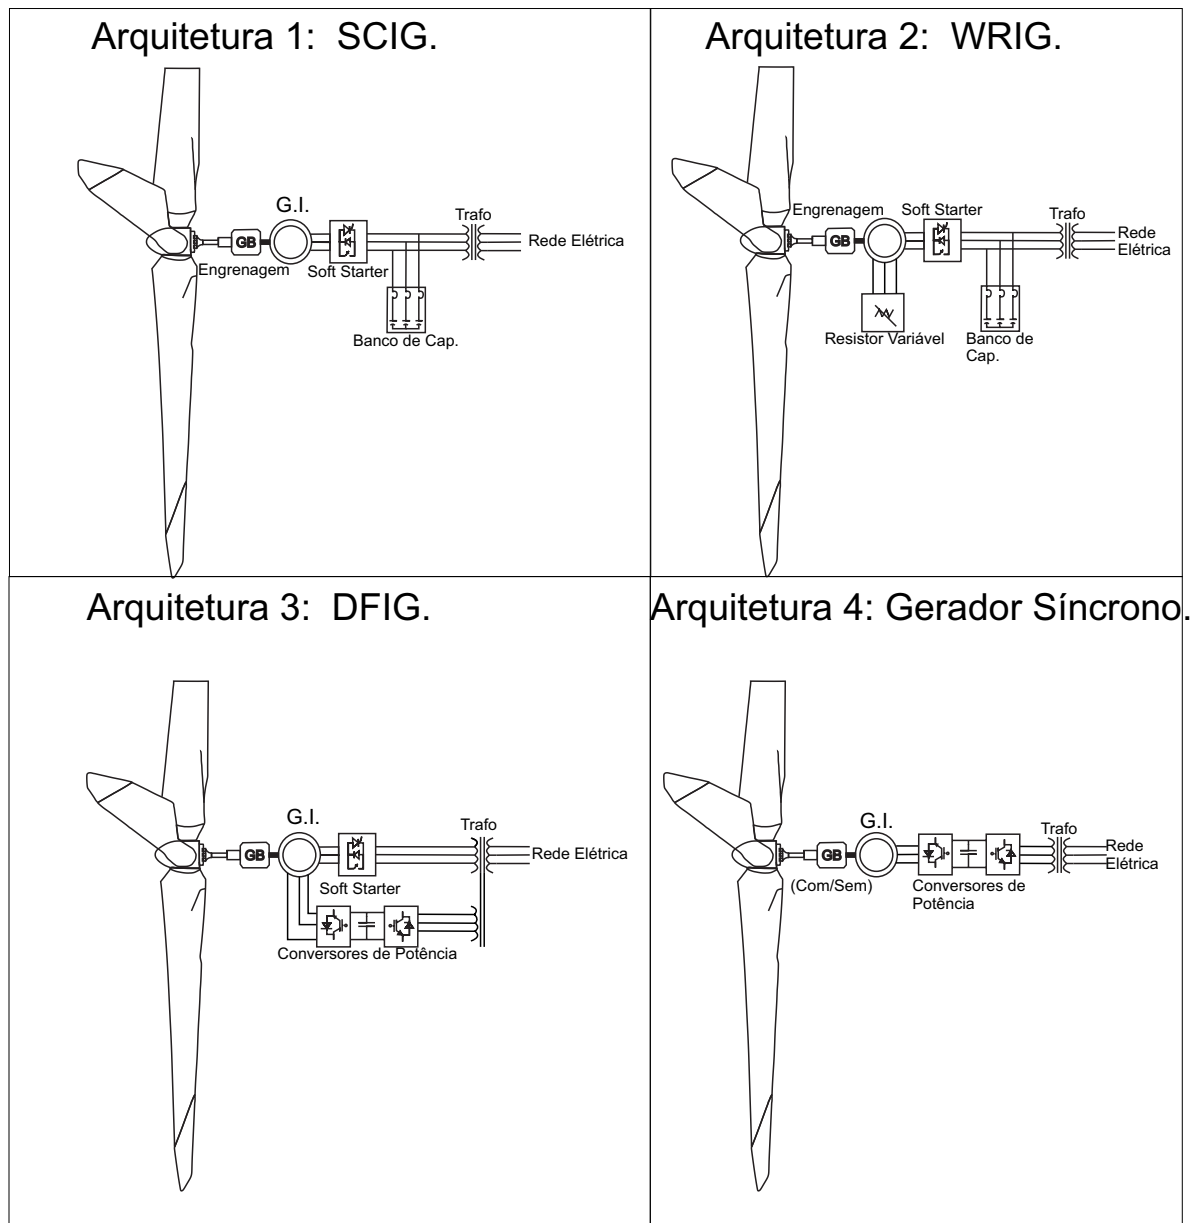 Arquitetura 1: SCIG.
G.I.
Trafo
GB
Rede Elétrica
Engrenagem
Soft Starter
Banco de Cap.
Arquitetura 2: WRIG.
Engrenagem
Soft Starter
Trafo
GB
Rede
Elétrica
Resistor Variável
Banco de
Cap.
Arquitetura 3: DFIG.
G.I.
Trafo
GB
Rede Elétrica
Soft Starter
Conversores de Potência
Arquitetura 4: Gerador Síncrono.
G.I.
Trafo
GB
Rede
Elétrica
(Com/Sem)
Conversores de
Potência